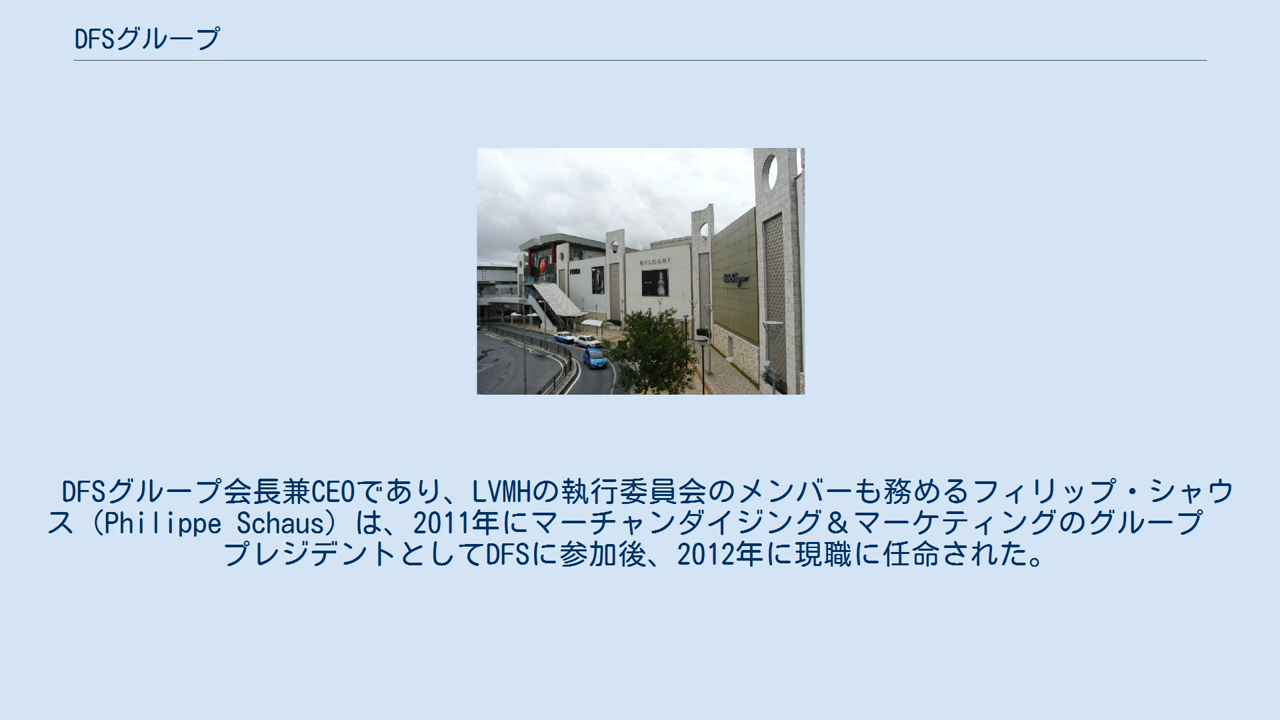 DFSグループ
BVLGARI
DFSグループ会長兼CEOであり、LVMHの執行委員会のメンバーも務めるフィリップ・シャウ
ス（Philippe Schaus）は、2011年にマーチャンダイジング＆マーケティングのグループ
プレジデントとしてDFSに参加後、2012年に現職に任命された。